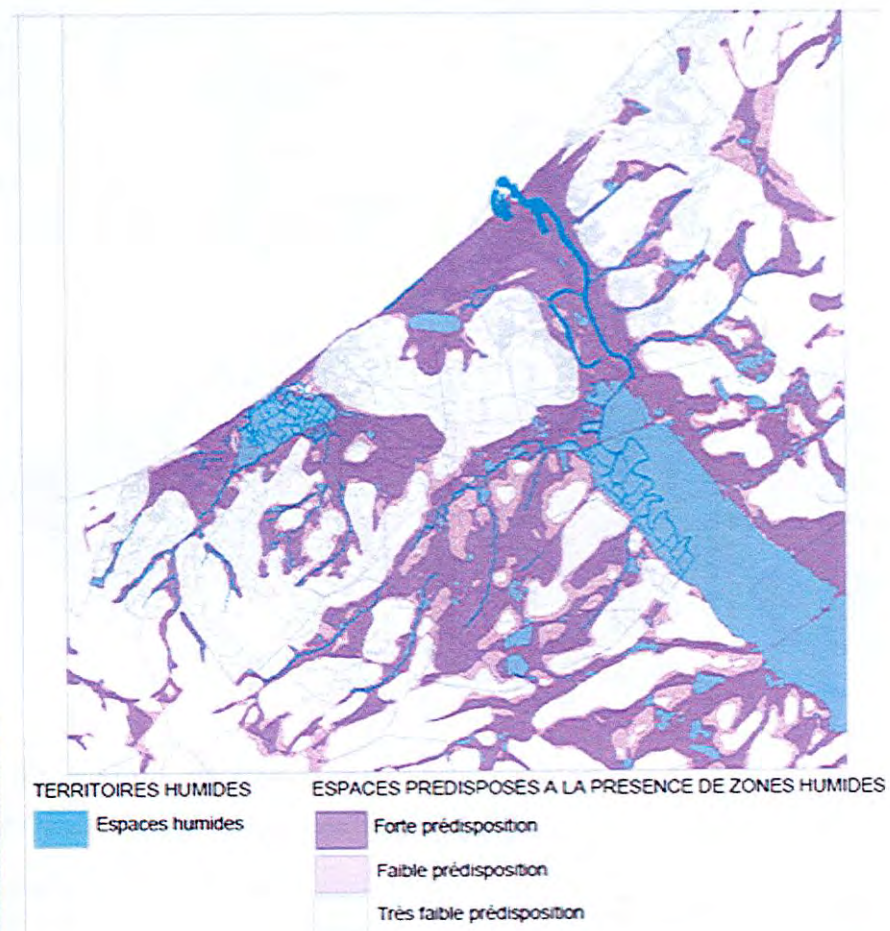 TERRITOIRES HUMIDES
Espaces humides
ESPACES PREDISPOSES A LA PRESENCE DE ZONES HUMIDES
Forte prédisposition
Faible prédisposition
Très faible prédisposition